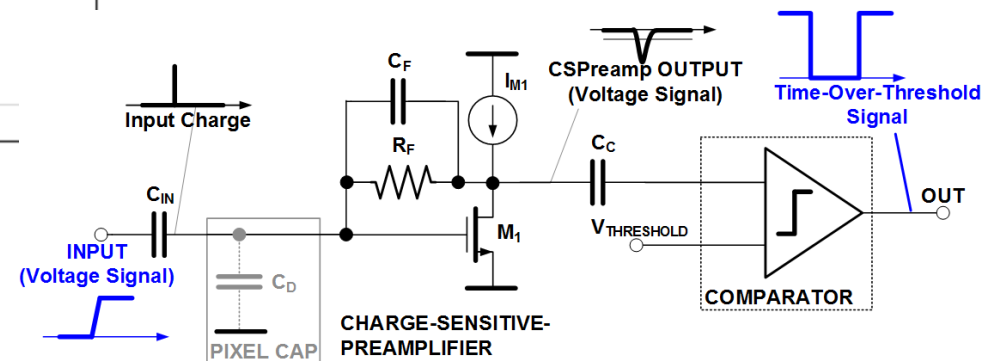 CF
IM1
CSPreamp OUTPUT
(Voltage Signal)
Time-Over-Threshold
Signal
Input Charge
RF
CC
CIN
M1
VTHRESHOLD
OUT
INPUT
(Voltage Signal)
CD
COMPARATOR
CHARGE-SENSITIVE-
PREAMPLIFIER
PIXEL CAP